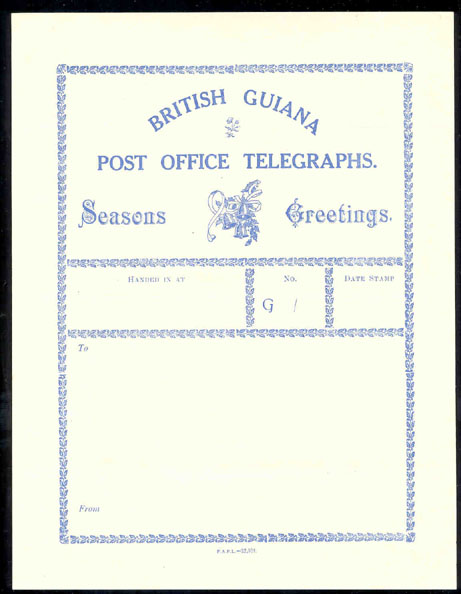 BRITISH GUIANA
POST OFFICE TELEGRAPHS.
Seasons Greetings.
HANDED IN AT No. DATE STAMP
G /
To
From